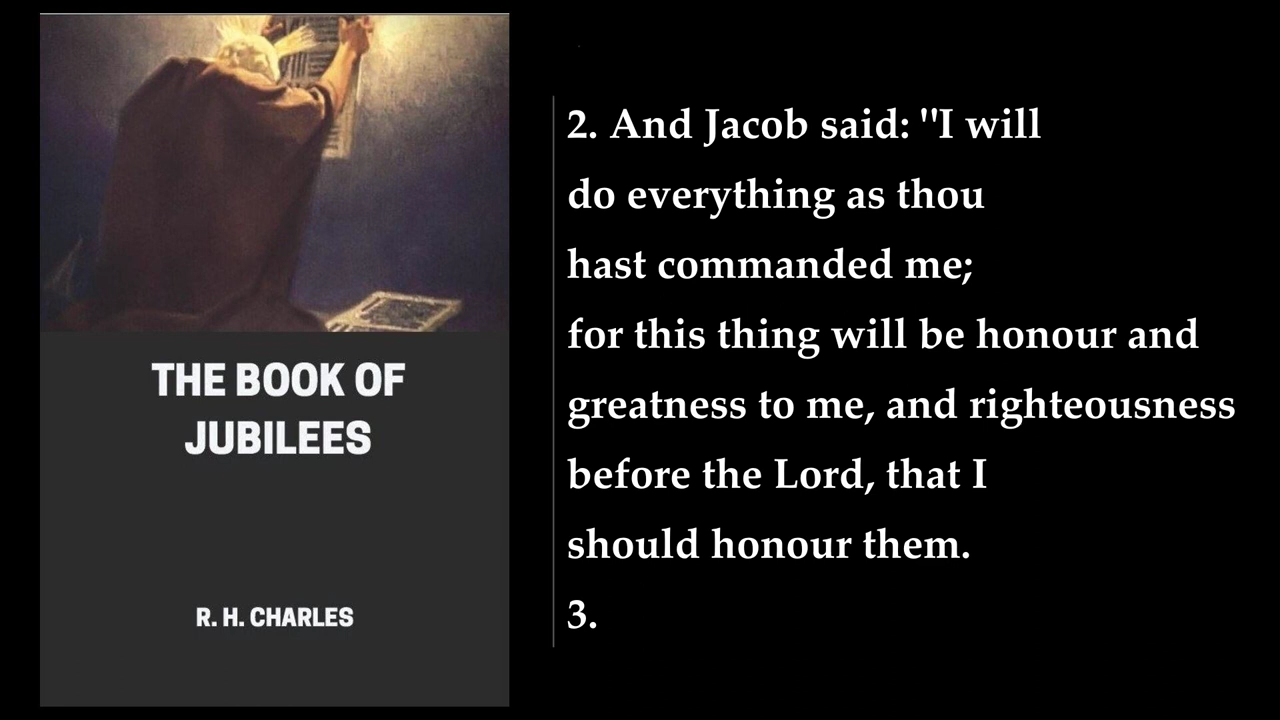 THE BOOK OF
JUBILEES
R. H. CHARLES
2. And Jacob said: "I will
do everything as thou
hast commanded me;
for this thing will be honour and
greatness to me, and righteousness
before the Lord, that I
should honour them.
3.